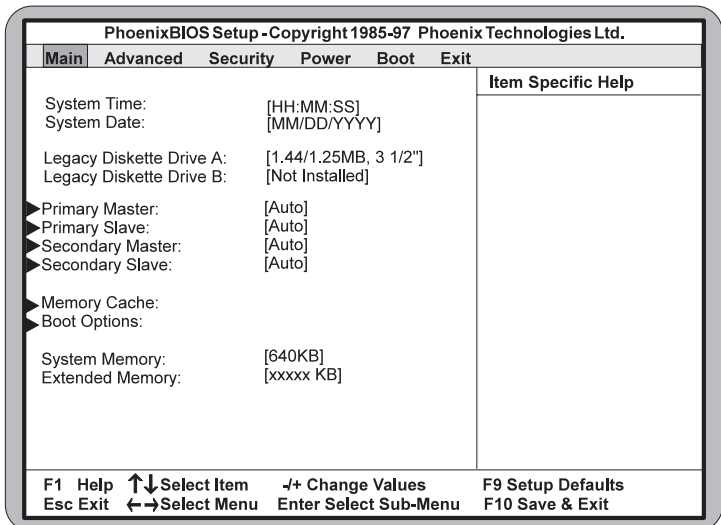 PhoenixBIOS Setup - Copyright 1985-97 Phoenix Technologies Ltd.
Main Advanced Security Power Boot Exit
Item Specific Help
System Time: [HH:MM:SS]
System Date: [MM/DD/YYYY]
Legacy Diskette Drive A: [1.44/1.25MB, 3 1/2"]
Legacy Diskette Drive B: [Not Installed]
Primary Master: [Auto]
Primary Slave: [Auto]
Secondary Master: [Auto]
Secondary Slave: [Auto]
Memory Cache:
Boot Options:
System Memory: [640KB]
Extended Memory: [xxxxx KB]
F1 Help ↑↓ Select Item -/+ Change Values F9 Setup Defaults
Esc Exit ←→ Select Menu Enter Select Sub-Menu F10 Save & Exit